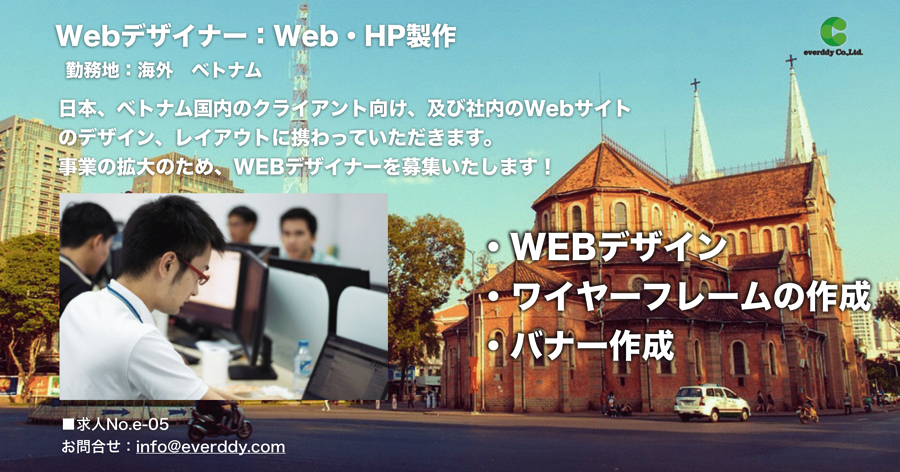 Webデザイナー：Web・HP製作
勤務地：海外　ベトナム
everddy Co.,Ltd.
日本、ベトナム国内のクライアント向け、及び社内のWebサイト
のデザイン、レイアウトに携わっていただきます。
事業の拡大のため、WEBデザイナーを募集いたします！
・WEBデザイン
・ワイヤーフレームの作成
・バナー作成
■求人No.e-05
お問合せ：info@everddy.com